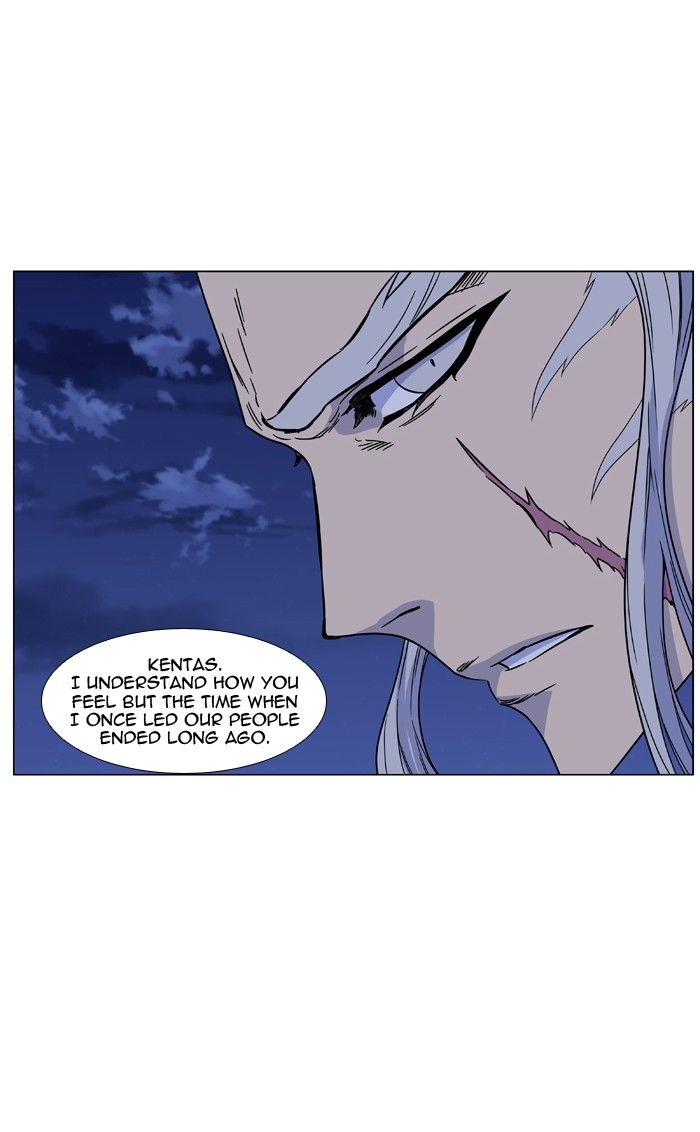 KENTAS.
I UNDERSTAND HOW YOU
FEEL BUT THE TIME WHEN
I ONCE LED OUR PEOPLE
ENDED LONG AGO.